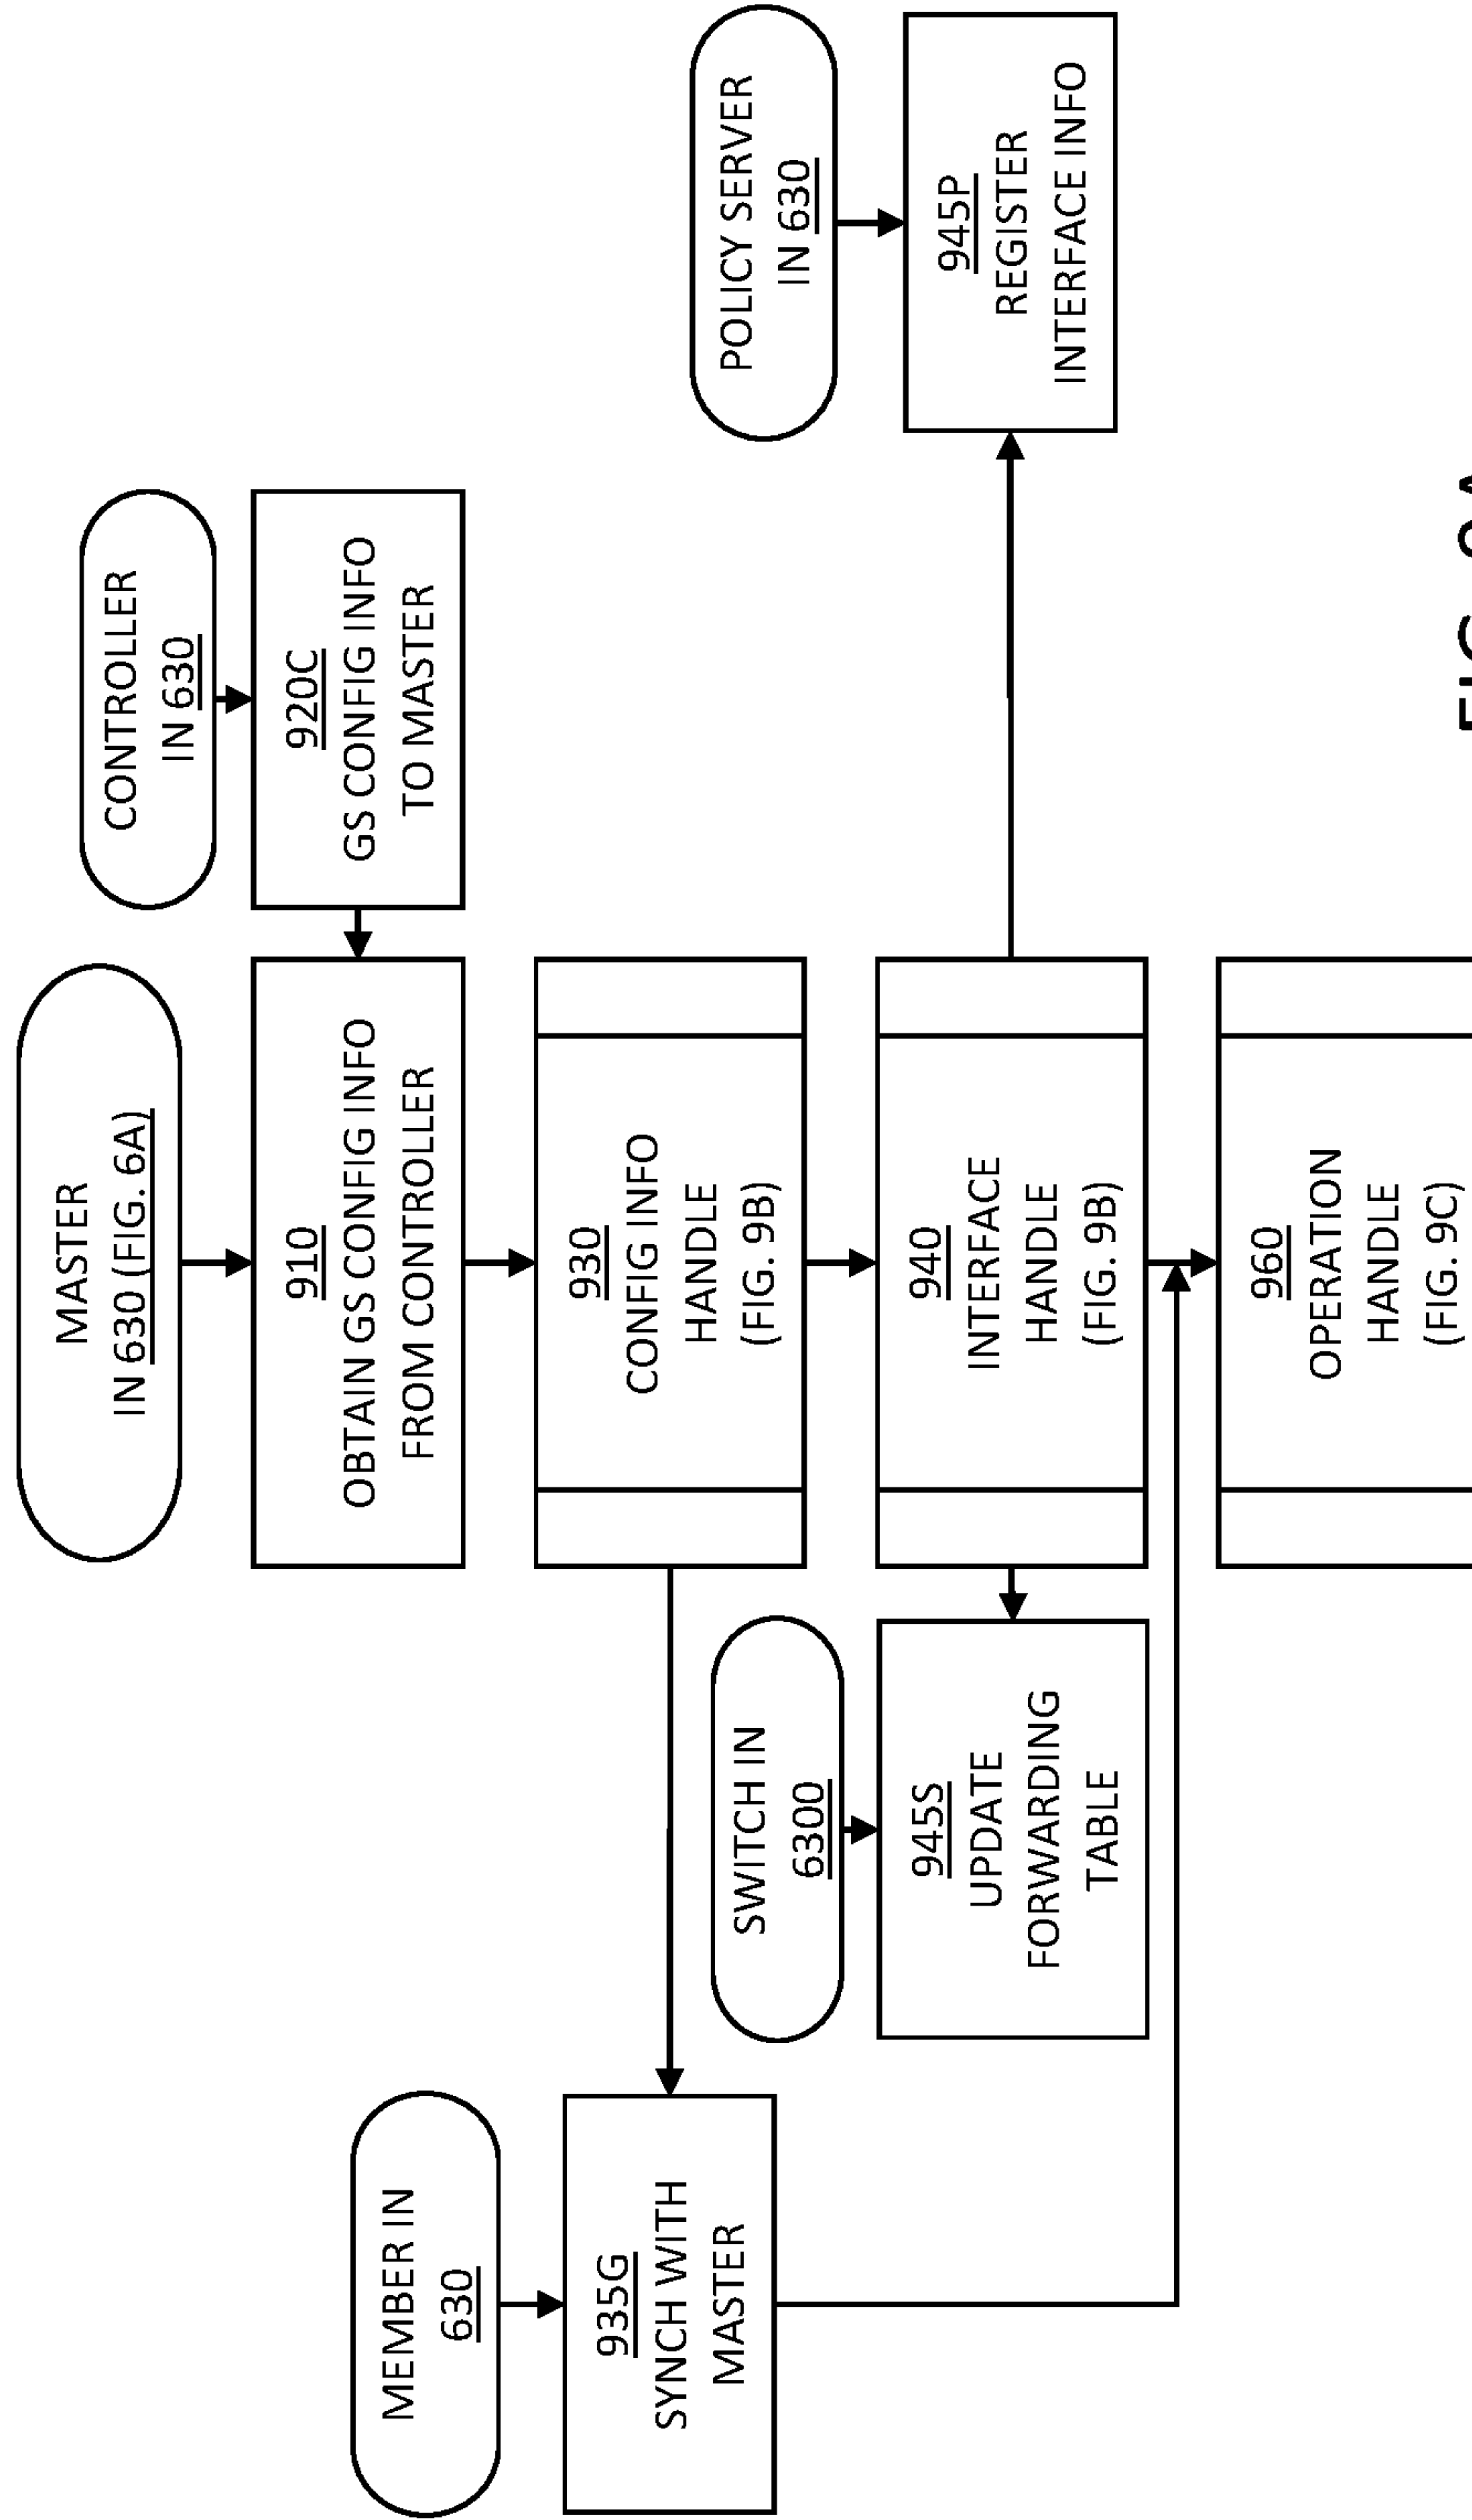 MASTER
IN 630 (FIG. 6A)
CONTROLLER
IN 630
910
OBTAIN GS CONFIG INFO
FROM CONTROLLER
920C
GS CONFIG INFO
TO MASTER
MEMBER IN
630
935G
SYNCH WITH
MASTER
930
CONFIG INFO
HANDLE
(FIG. 9B)
SWITCH IN
6300
POLICY SERVER
IN 630
945S
UPDATE
FORWARDING
TABLE
940
INTERFACE
HANDLE
(FIG. 9B)
945P
REGISTER
INTERFACE INFO
960
OPERATION
HANDLE
(FIG. 9C)